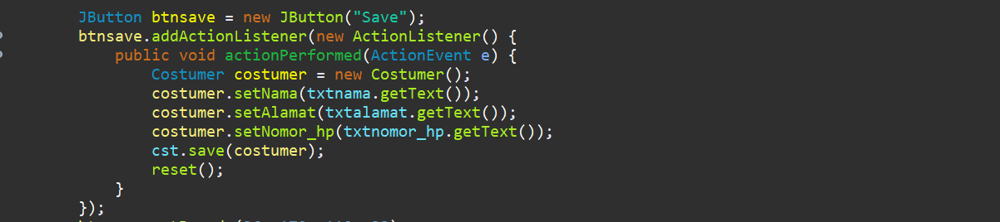 JButton btnsave = new JButton("Save");
btnsave.addActionListener(new ActionListener() {
public void actionPerformed(ActionEvent e) {
Costumer costumer = new Costumer();
costumer.setNama(txtnama.getText());
costumer.setAlamat(txtalamat.getText());
costumer.setNomor_hp(txtnomor_hp.getText());
cst.save(costumer);
reset();
}
});